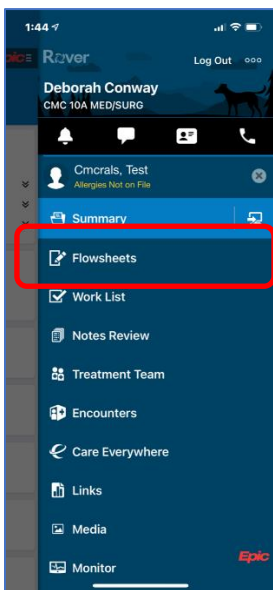 1:44
Rover
Log Out
Deborah Conway
CMC 10A MED/SURG
Cmcrals, Test
Allergies Not on File
Summary
Flowsheets
Work List
Notes Review
Treatment Team
Encounters
Care Everywhere
Links
Media
Monitor
Epic